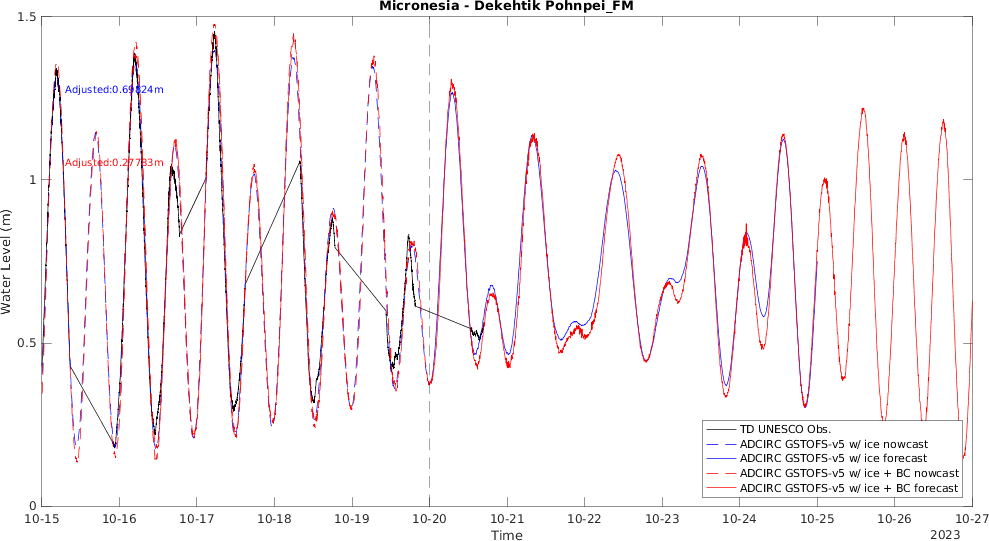 Micronesia - Dekehtik Pohnpei_FM
Water Level (m)
1.5
1
0.5
0
Adjusted:0.69824m
Adjusted:0.27733m
TD UNESCO Obs.
ADCIRC GSTOFS-v5 w/ ice nowcast
ADCIRC GSTOFS-v5 w/ ice forecast
ADCIRC GSTOFS-v5 w/ ice + BC nowcast
ADCIRC GSTOFS-v5 w/ ice + BC forecast
10-15 10-16 10-17 10-18 10-19 10-20 10-21 10-22 10-23 10-24 10-25 10-26 10-27
Time
2023